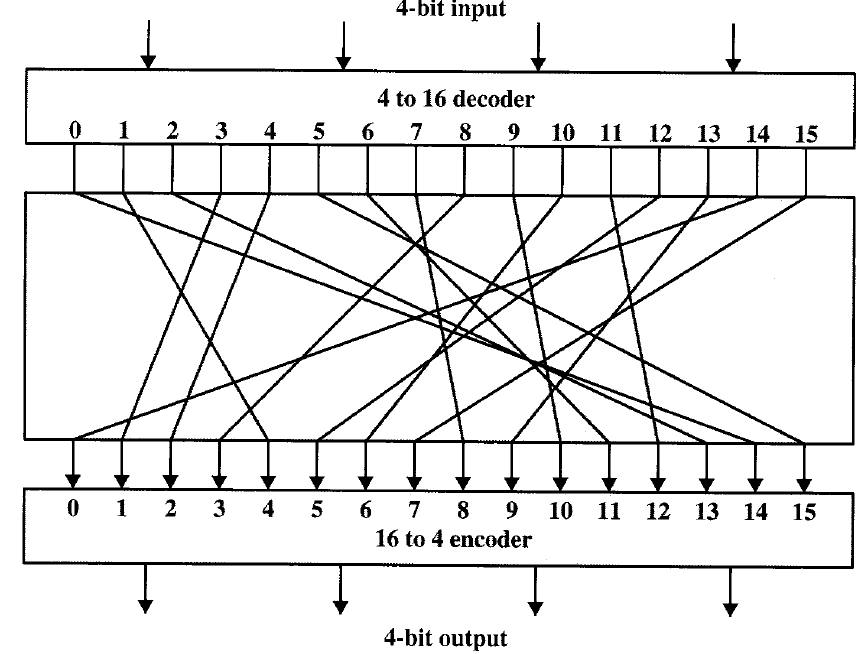 4-bit input
4 to 16 decoder
0 1 2 3 4 5 6 7 8 9 10 11 12 13 14 15
0 1 2 3 4 5 6 7 8 9 10 11 12 13 14 15
16 to 4 encoder
4-bit output